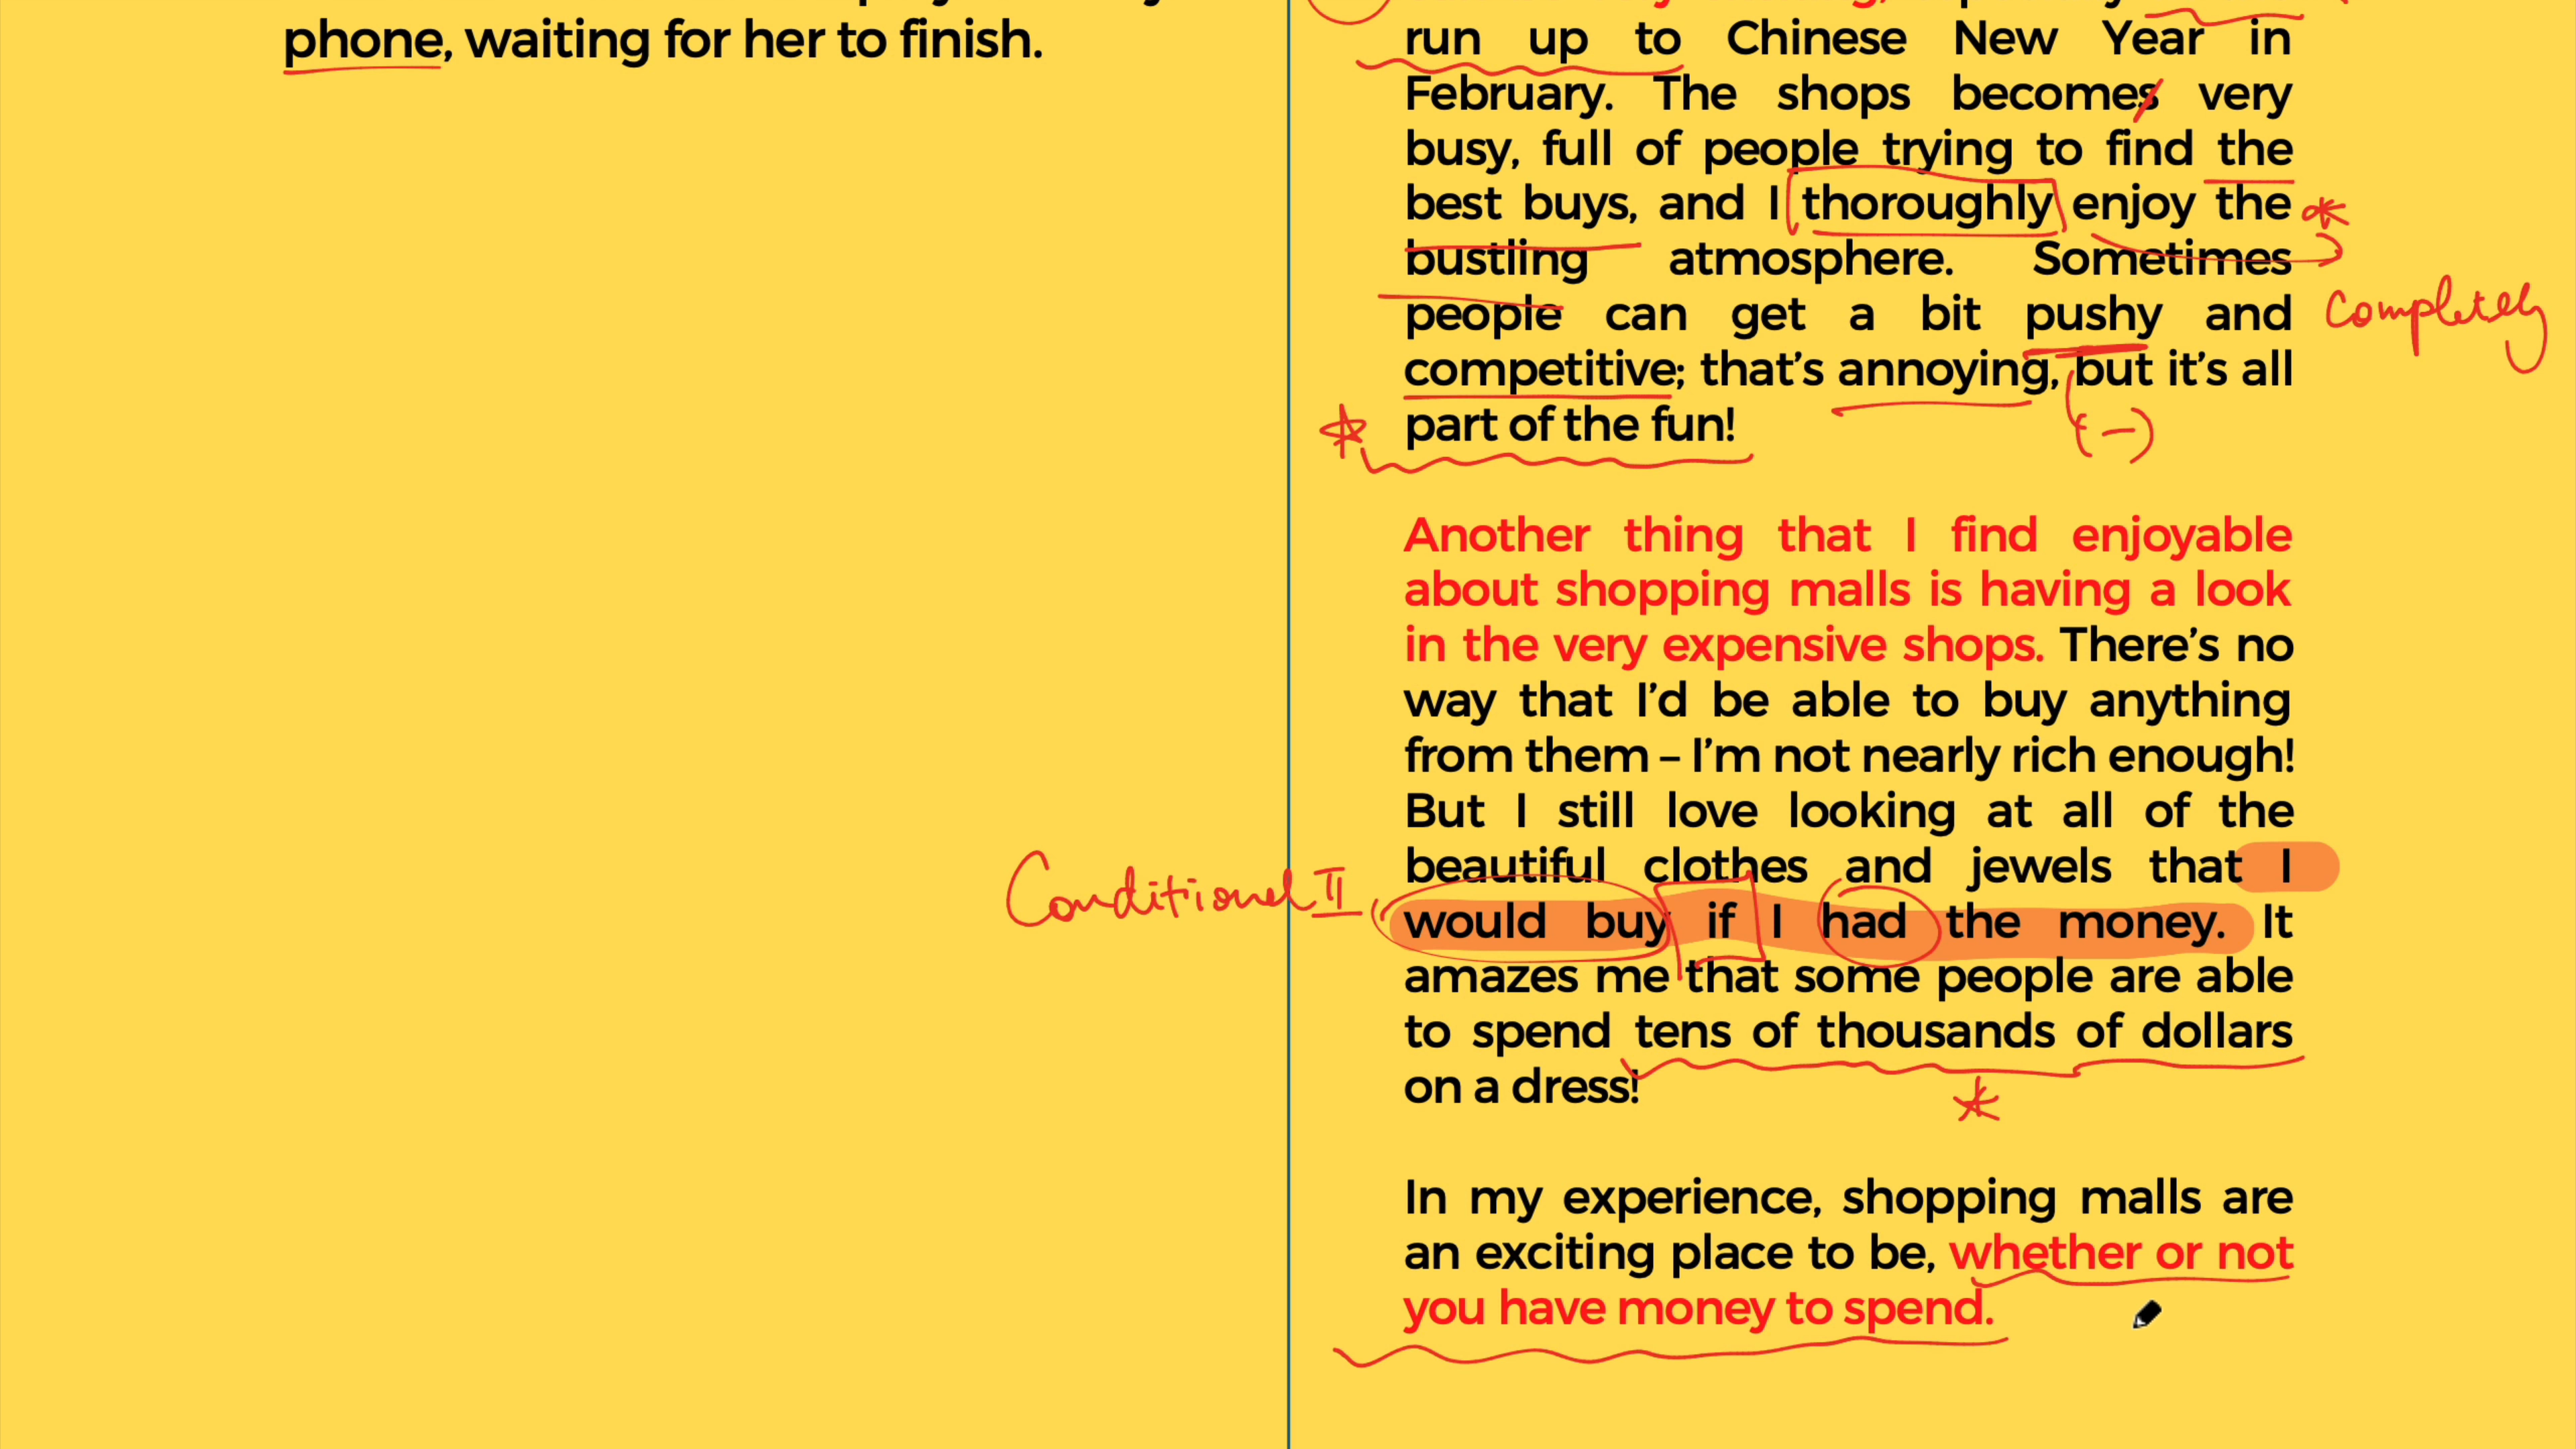 phone, waiting for her to finish.
run up to Chinese New Year in
February. The shops becomes very
busy, full of people trying to find the
best buys, and I thoroughly enjoy the
bustling atmosphere. Sometimes
people can get a bit pushy and
completely
competitive; that's annoying, but it's all
part of the fun!
(-)
Another thing that I find enjoyable
about shopping malls is having a look
in the very expensive shops. There's no
way that I'd be able to buy anything
from them – I'm not nearly rich enough!
But I still love looking at all of the
beautiful clothes and jewels that I
Conditional II
would buy if I had the money. It
amazes me that some people are able
to spend tens of thousands of dollars
on a dress!
In my experience, shopping malls are
an exciting place to be, whether or not
you have money to spend.